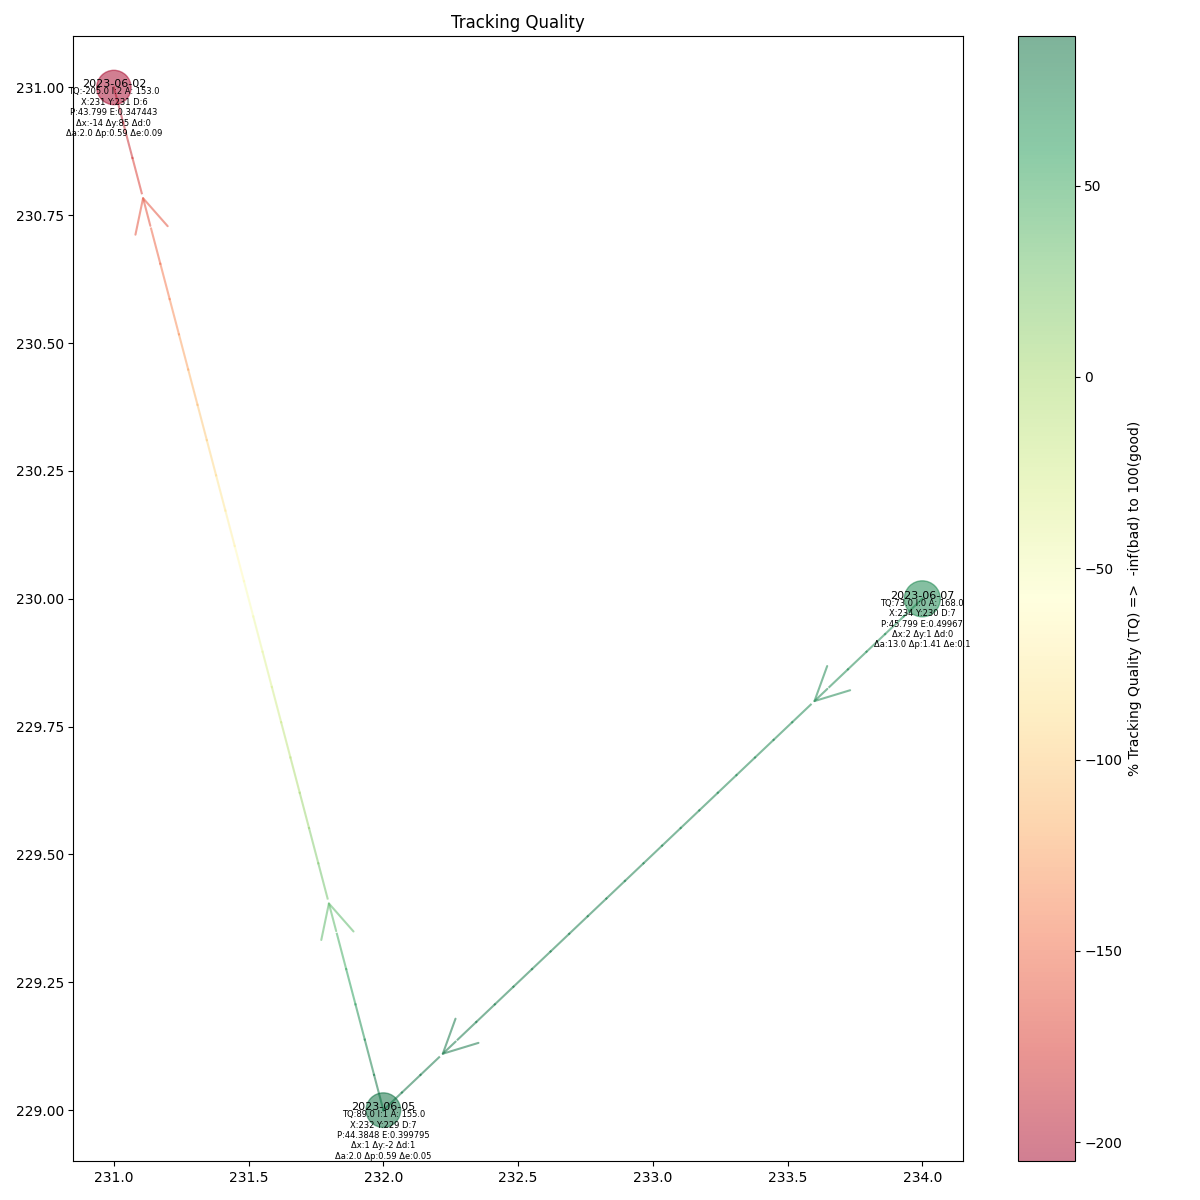 Tracking Quality
231.00
230.75
230.50
230.25
230.00
229.75
229.50
229.25
229.00
231.0
231.5
232.0
232.5
233.0
233.5
234.0
2023-06-02
TQ:-205.0 I:2 A: 153.0
X:231 Y:231 D:6
P:43.799 E:0.347443
Δx:-14 Δy:85 Δd:0
Δa:2.0 Δp:0.59 Δe:0.09
2023-06-07
TQ:73.0 I:0 A: 168.0
X:234 Y:230 D:7
P:45.799 E:0.49967
Δx:2 Δy:1 Δd:0
Δa:13.0 Δp:1.41 Δe:0.1
2023-06-05
TQ:89.0 I:1 A: 155.0
X:232 Y:229 D:7
P:44.3848 E:0.399795
Δx:1 Δy:-2 Δd:1
Δa:2.0 Δp:0.59 Δe:0.05
50
0
−50
−100
−150
−200
% Tracking Quality (TQ) => -inf(bad) to 100(good)